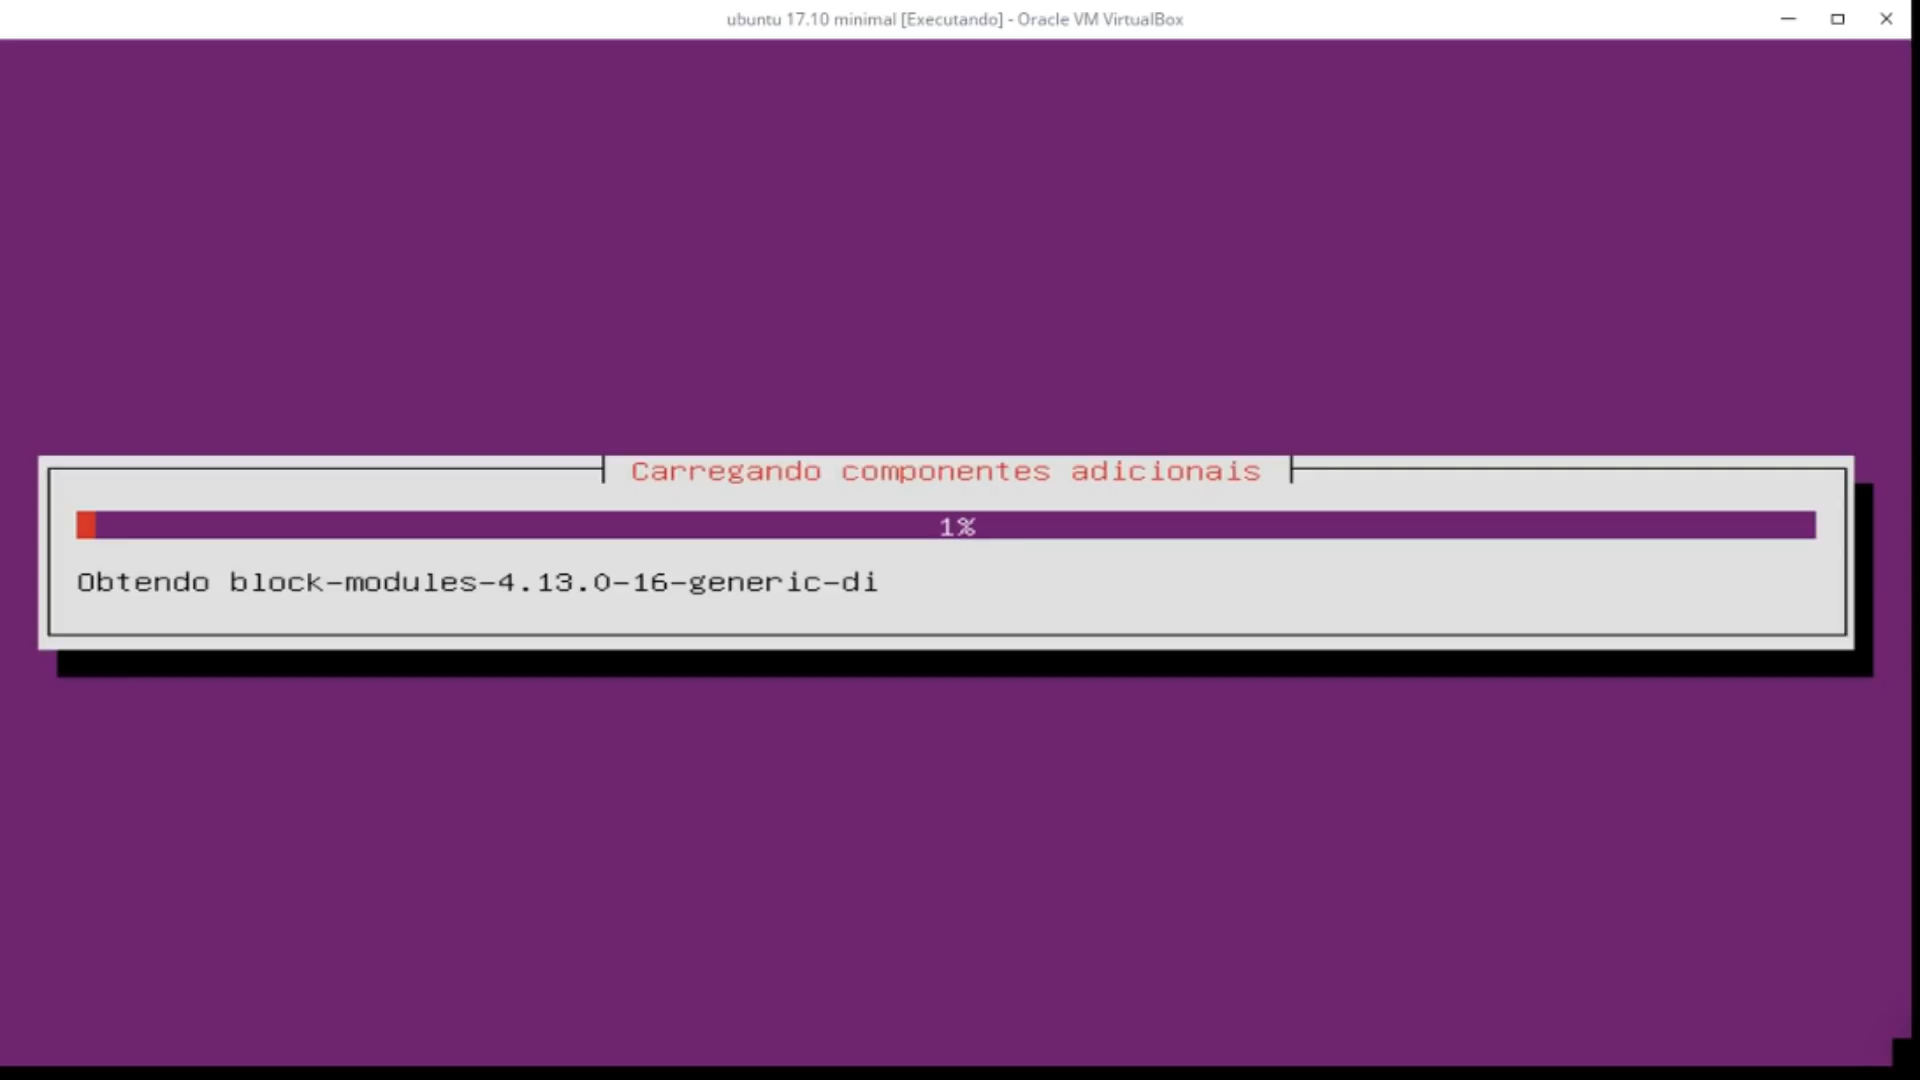 ubuntu 17.10 minimal [Executando] - Oracle VM VirtualBox
Carregando componentes adicionais
1%
Obtendo block-modules-4.13.0-16-generic-di